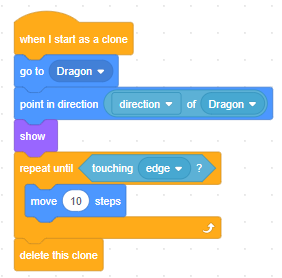 when I start as a clone
go to Dragon
point in direction direction of Dragon
show
repeat until touching edge ?
move 10 steps
delete this clone